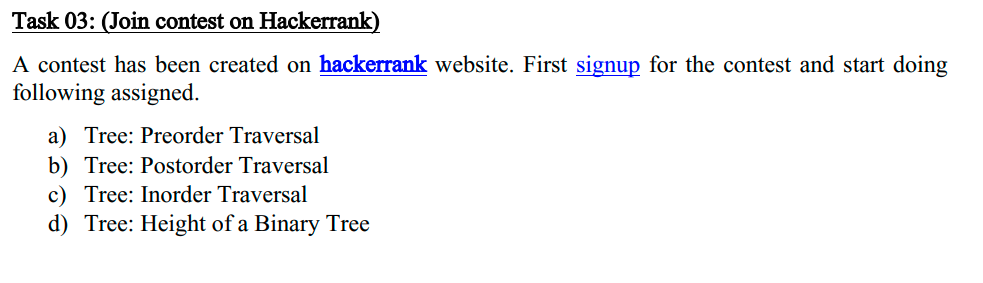 Task 03: (Join contest on Hackerrank)
A contest has been created on hackerrank website. First signup for the contest and start doing
following assigned.
a) Tree: Preorder Traversal
b) Tree: Postorder Traversal
c) Tree: Inorder Traversal
d) Tree: Height of a Binary Tree